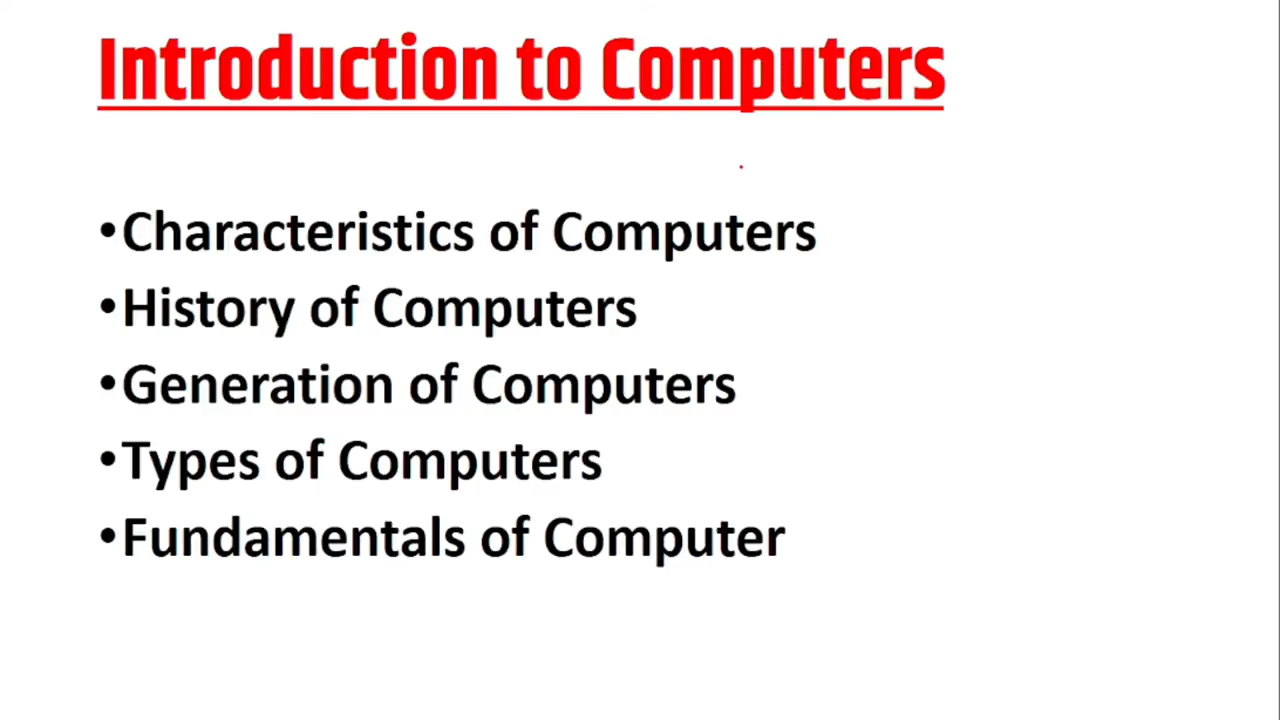 Introduction to Computers
•Characteristics of Computers
•History of Computers
•Generation of Computers
•Types of Computers
•Fundamentals of Computer